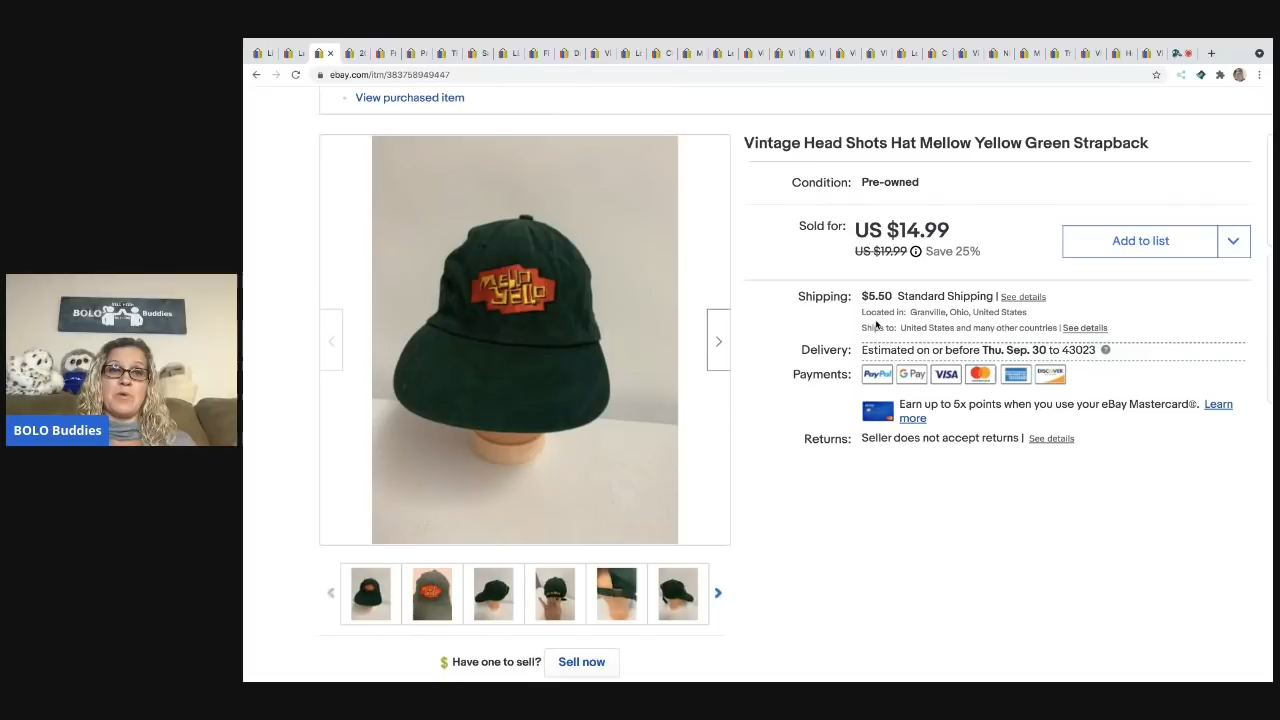 ebay.com/itm/383758949447
View purchased item
Vintage Head Shots Hat Mellow Yellow Green Strapback
Condition: Pre-owned
Sold for: US $14.99
US $19.99 Save 25%
Add to list
Shipping: $5.50 Standard Shipping | See details
Located in: Granville, Ohio, United States
Ships to: United States and many other countries | See details
Delivery: Estimated on or before Thu. Sep. 30 to 43023
Payments: PayPal G Pay VISA mastercard DISCOVER
Earn up to 5x points when you use your eBay Mastercard®. Learn
more
Returns: Seller does not accept returns | See details
Mello
Yello
BOLO Buddies
BOLO Buddies
$ Have one to sell? Sell now